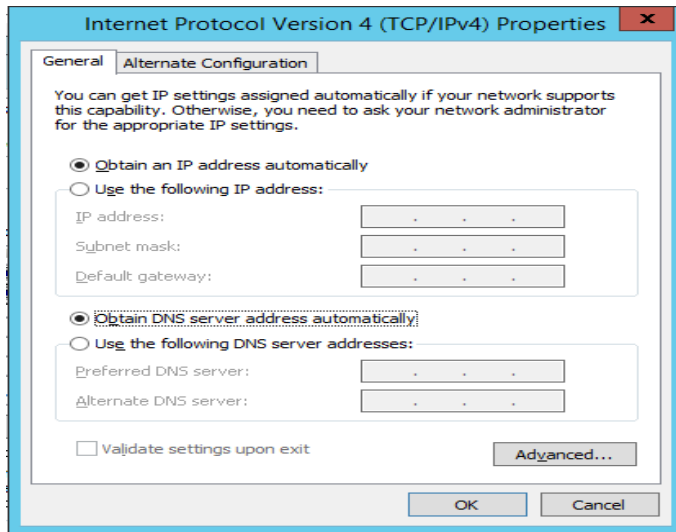 Internet Protocol Version 4 (TCP/IPv4) Properties
x
General
Alternate Configuration
You can get IP settings assigned automatically if your network supports
this capability. Otherwise, you need to ask your network administrator
for the appropriate IP settings.
Obtain an IP address automatically
Use the following IP address:
IP address:
Subnet mask:
Default gateway:
Obtain DNS server address automatically
Use the following DNS server addresses:
Preferred DNS server:
Alternate DNS server:
Validate settings upon exit
Advanced...
OK
Cancel